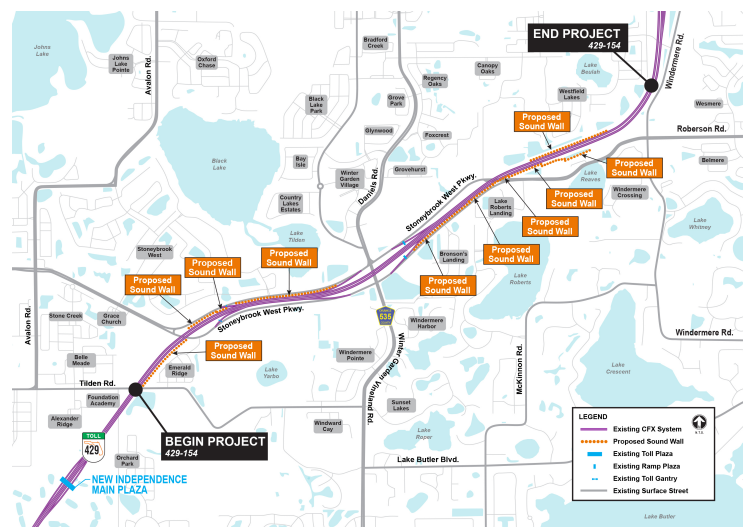 Johns
Lake
Johns
Lake
Pointe
Avalon Rd.
Oxford
Chase
Bradford
Creek
Regency
Oaks
Canopy
Oaks
END PROJECT
429-154
Lake
Beulah
Westfield
Lakes
Windermere Rd.
Wesmere
Roberson Rd.
Belmere
Black
Lake
Park
Grove
Park
Glynwood
Foxcrest
Proposed
Sound Wall
Proposed
Sound Wall
Lake
Reaves
Windermere
Crossing
Black
Lake
Bay
Isle
Winter
Garden
Village
Grovehurst
Daniels Rd.
Stoneybrook West Pkwy.
Proposed
Sound Wall
Lake
Roberts
Landing
Proposed
Sound Wall
Lake
Whitney
Country
Lakes
Estates
Lake
Tilden
Stoneybrook
West
Proposed
Sound Wall
Proposed
Sound Wall
Proposed
Sound Wall
Bronson's
Landing
Proposed
Sound Wall
Proposed
Sound Wall
Lake
Roberts
Avalon Rd.
Stone Creek
Grace
Church
Stoneybrook West Pkwy.
535
Windermere
Harbor
Windermere Rd.
Proposed
Sound Wall
Belle
Meade
Emerald
Ridge
Lake
Yarbo
Windermere
Pointe
Winter Garden Vineland Rd.
McKinnon Rd.
Lake
Crescent
Tilden Rd.
Foundation
Academy
Alexander
Ridge
Sunset
Lakes
Windward
Cay
Lake
Roper
BEGIN PROJECT
429-154
TOLL
429
Orchard
Park
NEW INDEPENDENCE
MAIN PLAZA
Lake Butler Blvd.
LEGEND
N.T.S.
Existing CFX System
Proposed Sound Wall
Existing Toll Plaza
Existing Ramp Plaza
Existing Toll Gantry
Existing Surface Street
Lake Butler